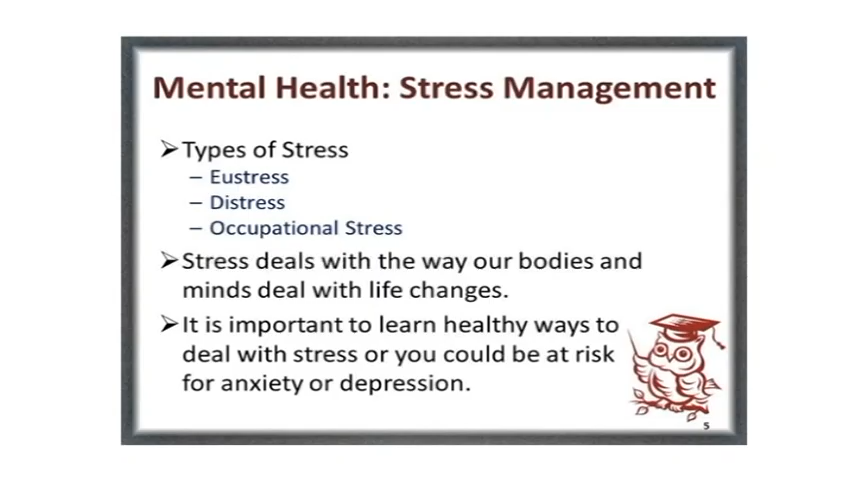 Mental Health: Stress Management
➢Types of Stress
– Eustress
– Distress
– Occupational Stress
➢Stress deals with the way our bodies and
minds deal with life changes.
➢It is important to learn healthy ways to
deal with stress or you could be at risk
for anxiety or depression.
5